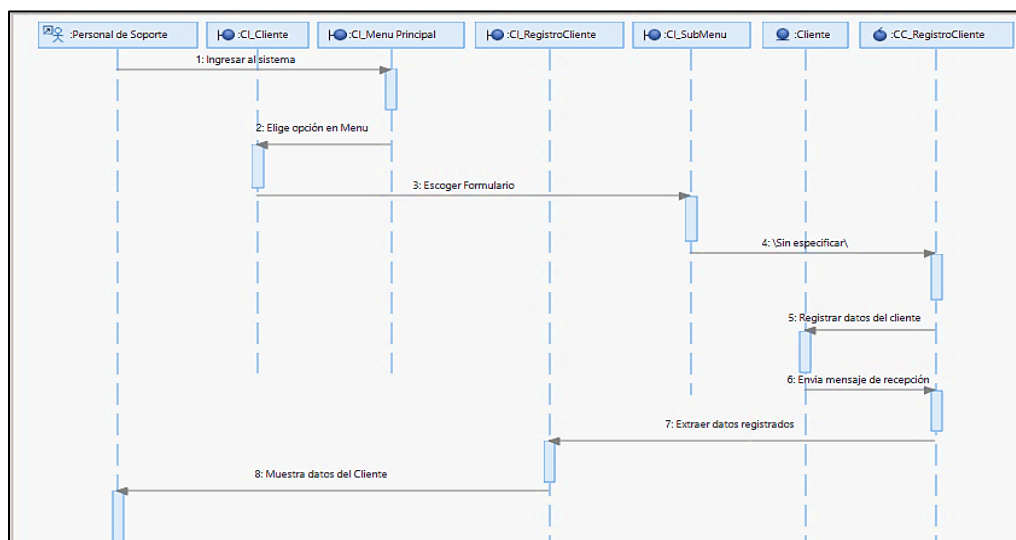 :Personal de Soporte
:CI_Cliente
:CI_Menu Principal
:CI_RegistroCliente
:CI_SubMenu
:Cliente
:CC_RegistroCliente
1: Ingresar al sistema
2: Elige opción en Menu
3: Escoger Formulario
4: \Sin especificar\
5: Registrar datos del cliente
6: Envia mensaje de recepción
7: Extraer datos registrados
8: Muestra datos del Cliente